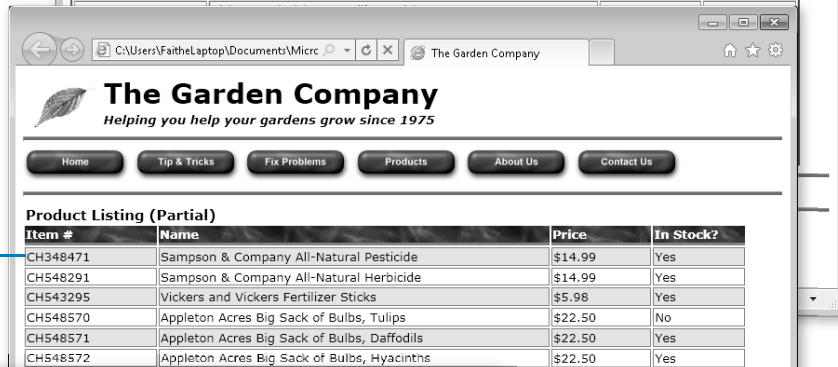 C:\Users\FaitheLaptop\Documents\Micrc
The Garden Company
The Garden Company
Helping you help your gardens grow since 1975
Home Tip & Tricks Fix Problems Products About Us Contact Us
Product Listing (Partial)
Item # Name Price In Stock?
CH348471 Sampson & Company All-Natural Pesticide $14.99 Yes
CH548291 Sampson & Company All-Natural Herbicide $14.99 Yes
CH543295 Vickers and Vickers Fertilizer Sticks $5.98 Yes
CH548570 Appleton Acres Big Sack of Bulbs, Tulips $22.50 No
CH548571 Appleton Acres Big Sack of Bulbs, Daffodils $22.50 Yes
CH548572 Appleton Acres Big Sack of Bulbs, Hyacinths $22.50 Yes